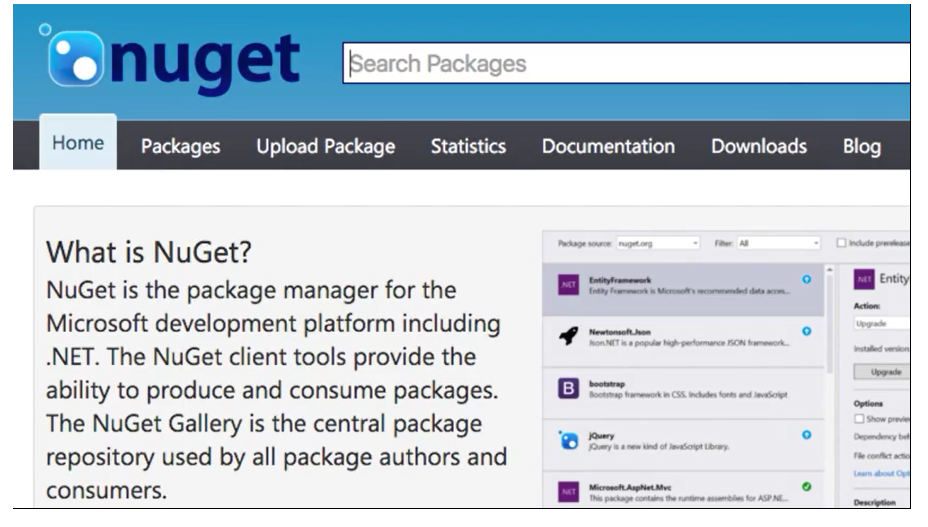 nuget
Search Packages
Home Packages Upload Package Statistics Documentation Downloads Blog
What is NuGet?
NuGet is the package manager for the
Microsoft development platform including
.NET. The NuGet client tools provide the
ability to produce and consume packages.
The NuGet Gallery is the central package
repository used by all package authors and
consumers.
Package source: nuget.org Filter: All Include prerelease
.NET EntityFramework
Entity Framework is Microsoft's recommended data acces...
Newtonsoft.Json
Json.NET is a popular high-performance JSON framework...
B bootstrap
Bootstrap framework in CSS. Includes fonts and JavaScript
jQuery
jQuery is a new kind of JavaScript Library.
.NET Microsoft.AspNet.Mvc
This package contains the runtime assemblies for ASP.NE...
.NET Entity
Action:
Upgrade
Installed version
Upgrade
Options
Show previe
Dependency beh
File conflict actio
Learn about Opt
Description